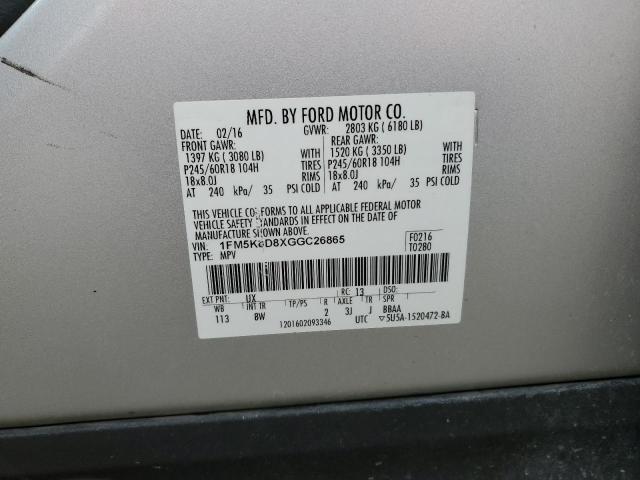 MFD. BY FORD MOTOR CO.
DATE: 02/16 GVWR: 2803 KG ( 6180 LB)
FRONT GAWR: REAR GAWR:
1397 KG ( 3080 LB) WITH 1520 KG ( 3350 LB) WITH
P245/60R18 104H TIRES P245/60R18 104H TIRES
18x8.0J RIMS 18x8.0J RIMS
AT 240 kPa/ 35 PSI COLD AT 240 kPa/ 35 PSI COLD
THIS VEHICLE CONFORMS TO ALL APPLICABLE FEDERAL MOTOR
VEHICLE SAFETY STANDARDS IN EFFECT ON THE DATE OF
MANUFACTURE SHOWN ABOVE.
VIN: 1FM5K8D8XGGC26865 F0216
TYPE: MPV T0280
EXT PNT: UX RC: 13 DSO:
WB INT TR TP/PS R AXLE TR SPR
113 BW 2 3J J BBAA
1201602093346 UTC ▽5U5A-1520472-BA